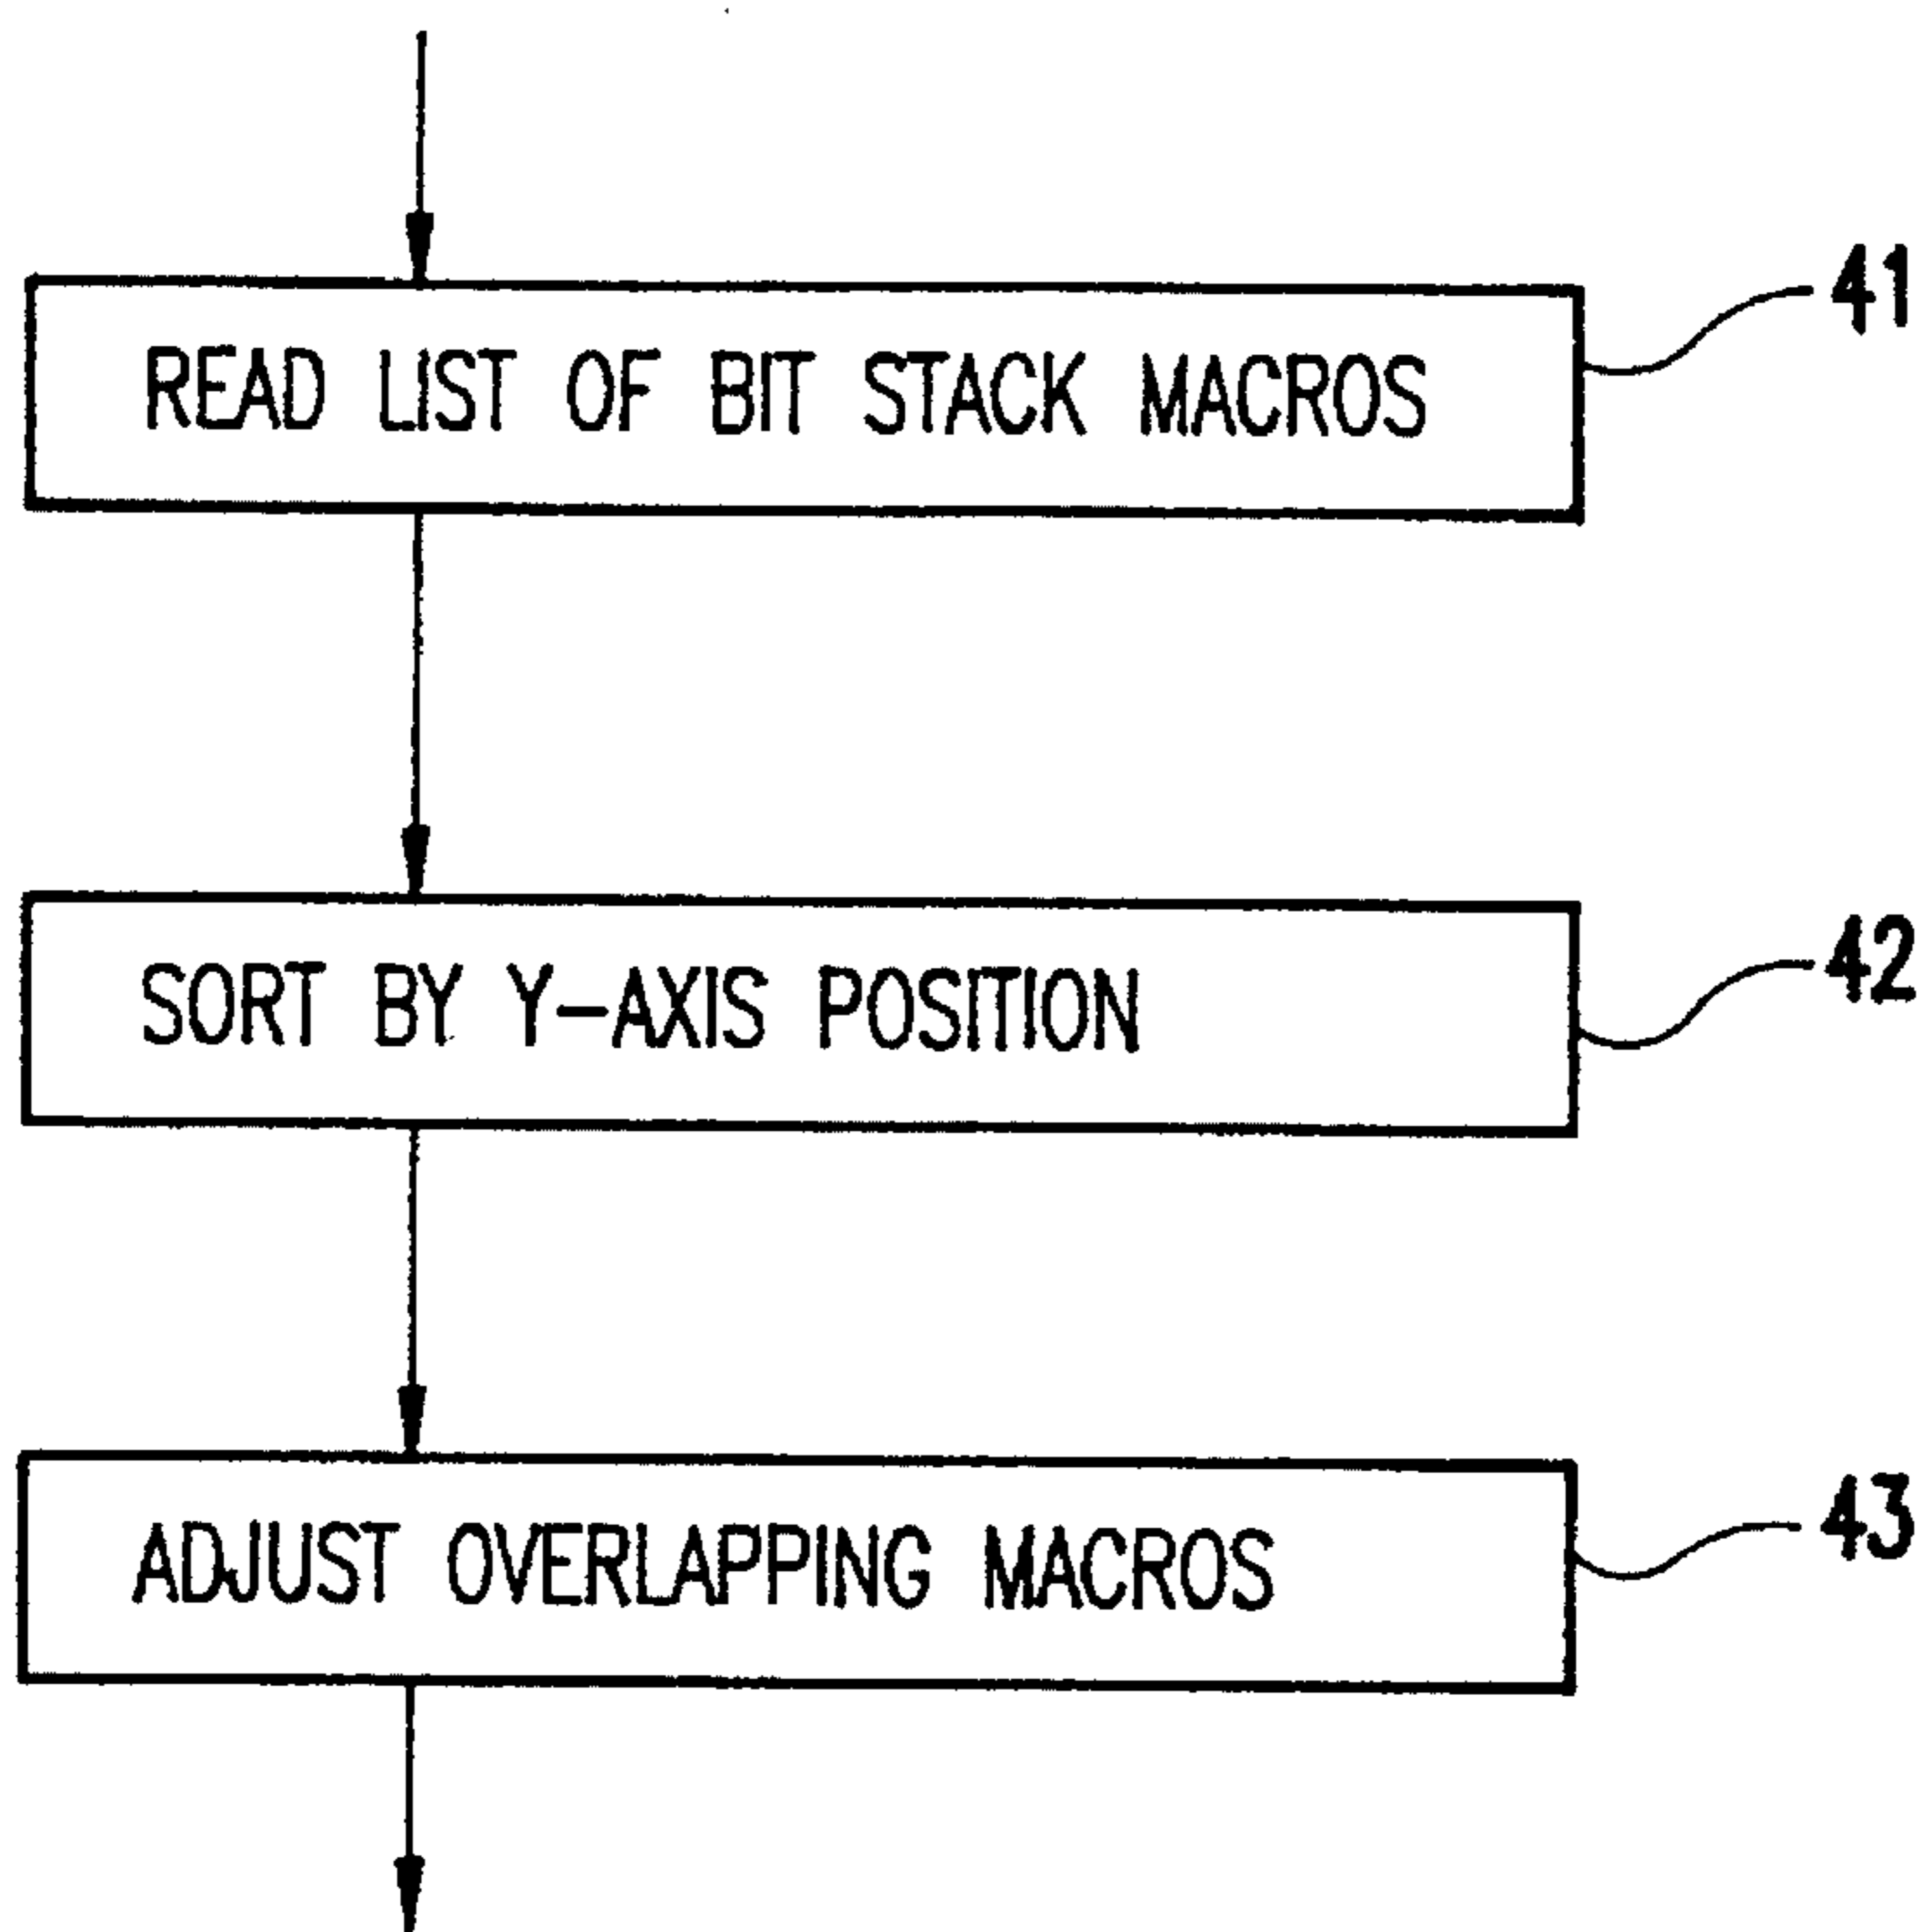 41
READ LIST OF BIT STACK MACROS
42
SORT BY Y-AXIS POSITION
43
ADJUST OVERLAPPING MACROS